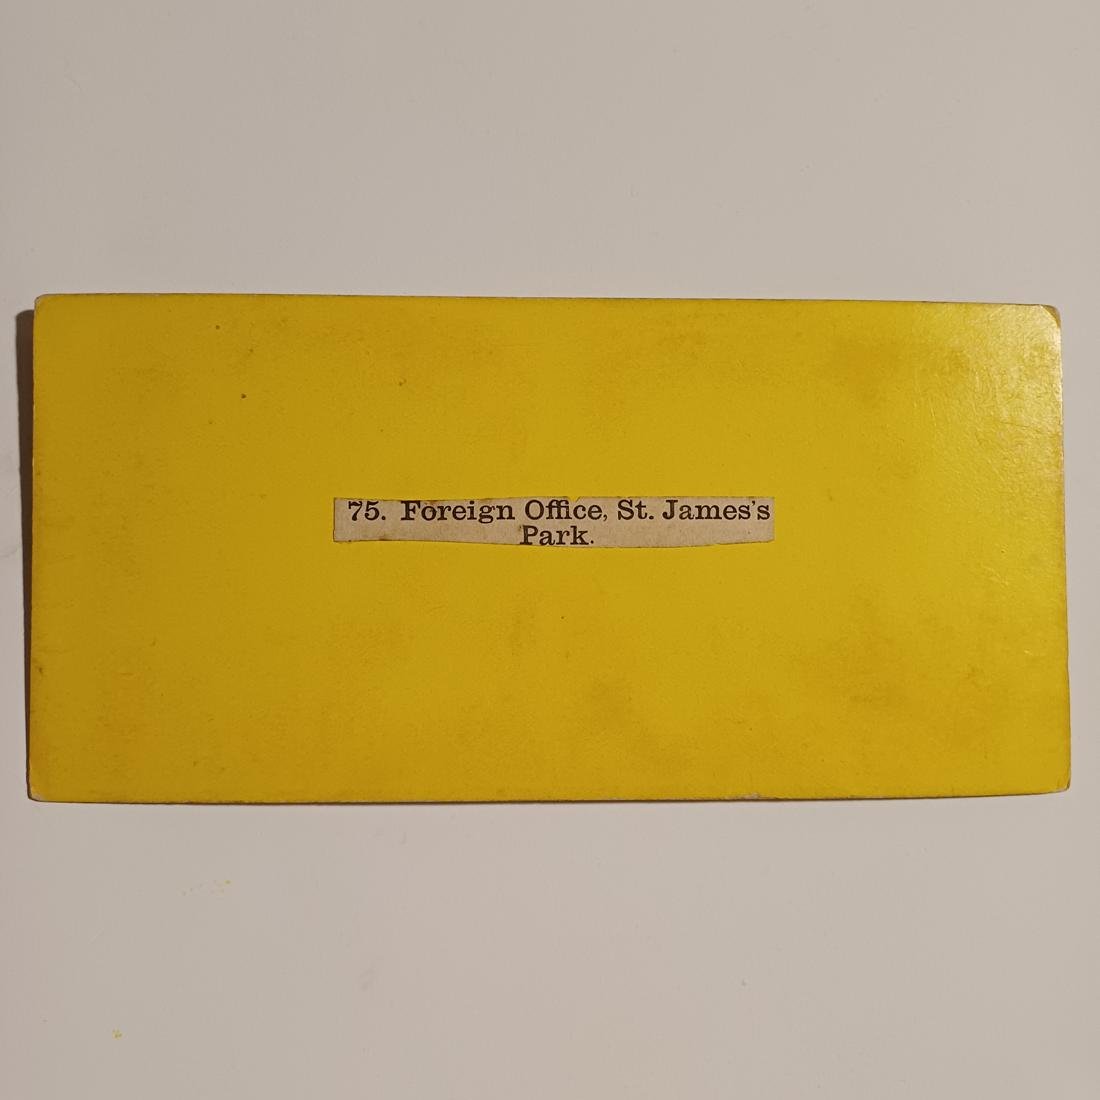 75. Foreign Office, St. James's
Park.